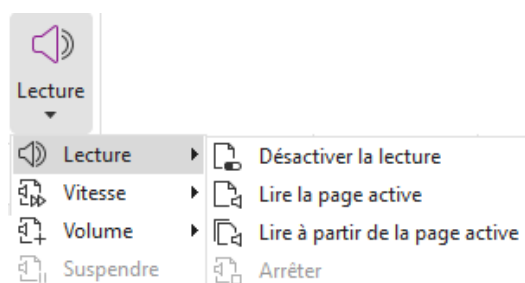 Lecture
Lecture
Désactiver la lecture
Vitesse
Lire la page active
Volume
Lire à partir de la page active
Suspendre
Arrêter